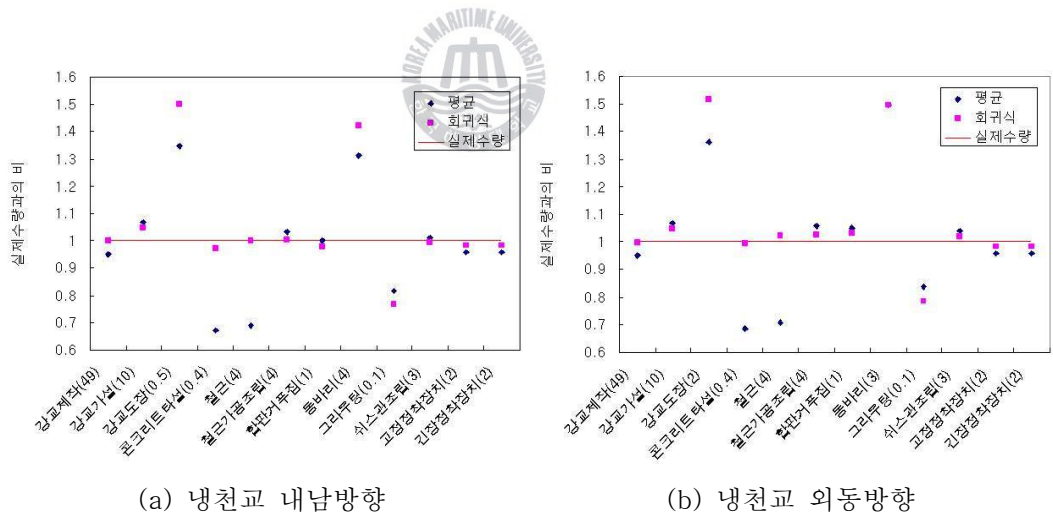 KOREA MARITIME UNIVERSITY
1.6
1.5
1.4
1.3
1.2
1.1
1
0.9
0.8
0.7
0.6
실제수량과의 비
평균
회귀식
실제수량
강교제작(49)
강교가설(10)
강교도장(0.5)
콘크리트타설(0.4)
철근(4)
철근가공조립(4)
합판거푸집(1)
동바리(4)
그라우팅(0.1)
쉬스관조립(3)
고정정착장치(2)
긴장정착장치(2)
(a) 냉천교 내남방향
1.6
1.5
1.4
1.3
1.2
1.1
1
0.9
0.8
0.7
0.6
실제수량과의 비
평균
회귀식
실제수량
강교제작(49)
강교가설(10)
강교도장(2)
콘크리트타설(0.4)
철근(4)
철근가공조립(4)
합판거푸집(1)
동바리(3)
그라우팅(0.1)
쉬스관조립(3)
고정정착장치(2)
긴장정착장치(2)
(b) 냉천교 외동방향